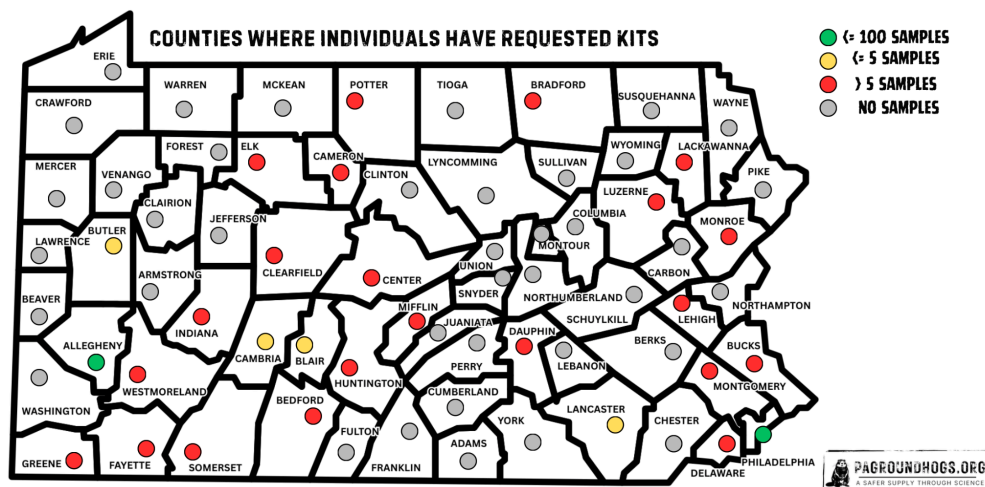 COUNTIES WHERE INDIVIDUALS HAVE REQUESTED KITS
(= 100 SAMPLES
(= 5 SAMPLES
) 5 SAMPLES
NO SAMPLES
ERIE
WARREN
MCKEAN
POTTER
TIOGA
BRADFORD
SUSQUEHANNA
WAYNE
CRAWFORD
FOREST
ELK
CAMERON
CLINTON
LYNCOMMING
SULLIVAN
WYOMING
LACKAWANNA
MERCER
VENANGO
PIKE
CLAIRION
LUZERNE
JEFFERSON
COLUMBIA
MONROE
BUTLER
LAWRENCE
MONTOUR
UNION
ARMSTRONG
CLEARFIELD
CENTER
CARBON
SNYDER
NORTHUMBERLAND
BEAVER
MIFFLIN
NORTHAMPTON
SCHUYLKILL
LEHIGH
JUANIATA
INDIANA
DAUPHIN
ALLEGHENY
BERKS
BUCKS
CAMBRIA
BLAIR
PERRY
LEBANON
HUNTINGTON
MONTGOMERY
WESTMORELAND
CUMBERLAND
BEDFORD
WASHINGTON
LANCASTER
YORK
CHESTER
FULTON
ADAMS
GREENE
FAYETTE
SOMERSET
FRANKLIN
DELAWARE
PHILADELPHIA
PAGROUNDHOGS.ORG
A SAFER SUPPLY THROUGH SCIENCE